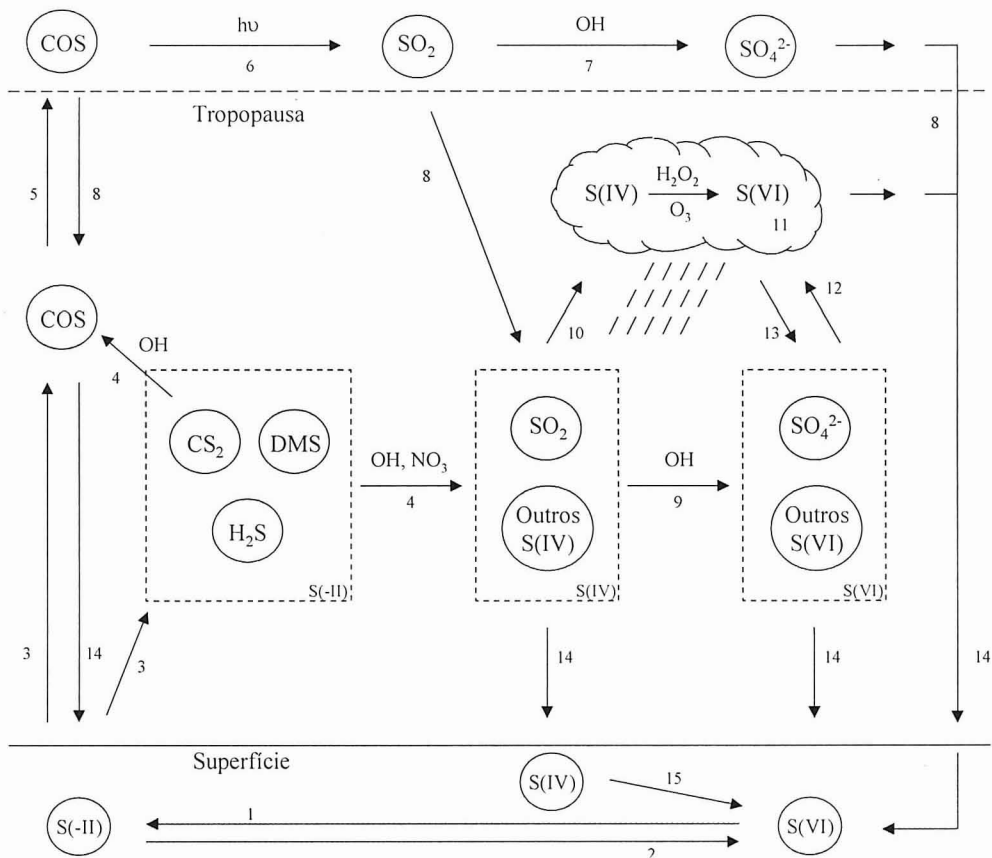 COS
hυ
6
SO₂
OH
7
SO₄²⁻
Tropopausa
5
8
8
8
S(IV)
H₂O₂
O₃
S(VI)
11
COS
OH
4
10
13
12
CS₂
DMS
H₂S
S(-II)
OH, NO₃
4
SO₂
Outros
S(IV)
S(IV)
OH
9
SO₄²⁻
Outros
S(VI)
S(VI)
3
14
3
14
14
14
Superfície
S(-II)
1
2
S(IV)
15
S(VI)